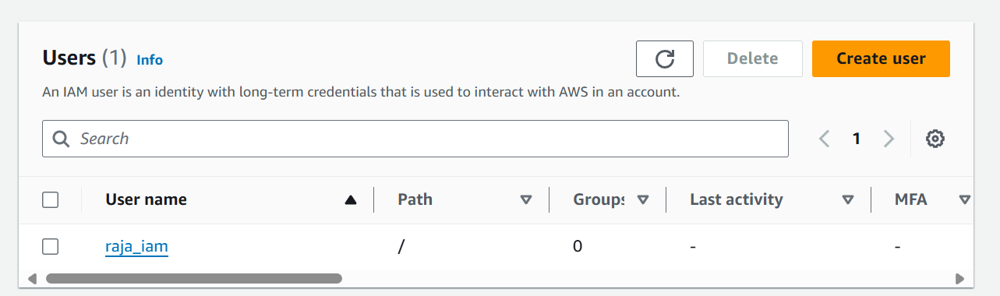 Users (1) Info
Delete
Create user
An IAM user is an identity with long-term credentials that is used to interact with AWS in an account.
Search
1
User name Path Groups Last activity MFA
raja_iam / 0 - -